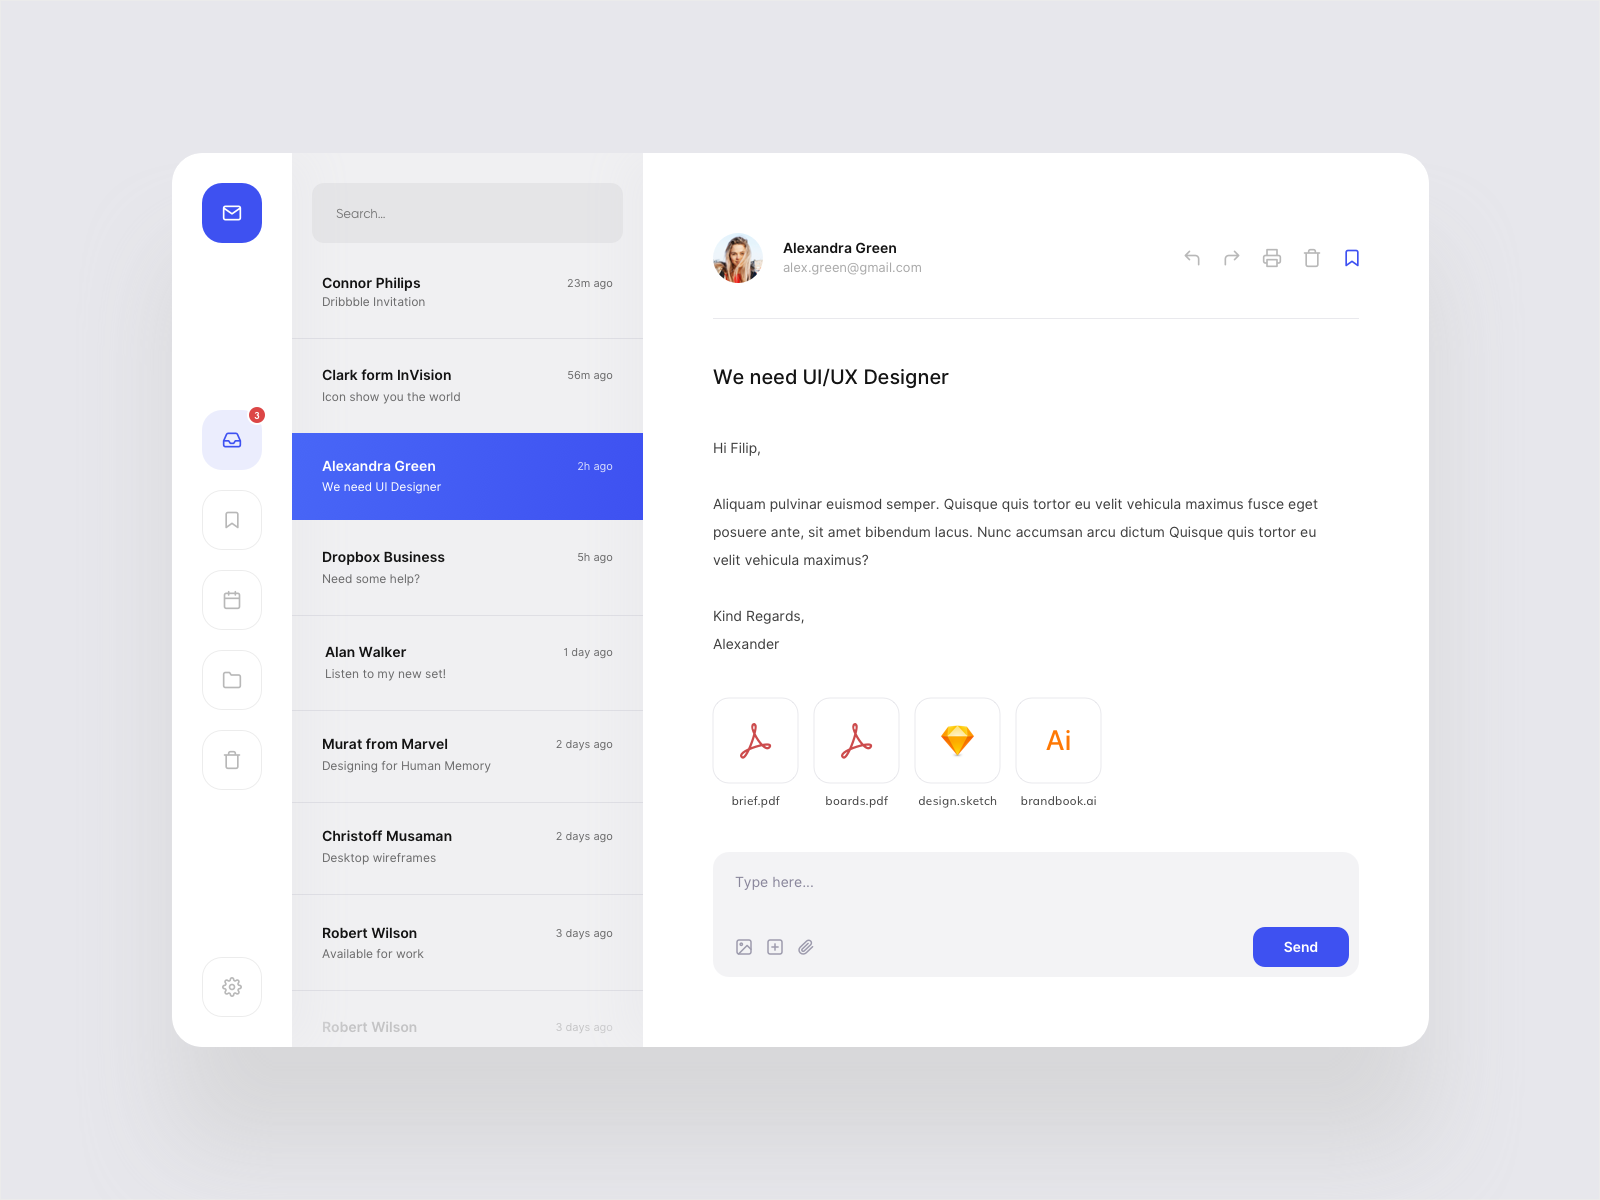 Search...
Connor Philips 23m ago
Dribbble Invitation
Clark form InVision 56m ago
Icon show you the world
3
Alexandra Green 2h ago
We need UI Designer
Dropbox Business 5h ago
Need some help?
Alan Walker 1 day ago
Listen to my new set!
Murat from Marvel 2 days ago
Designing for Human Memory
Christoff Musaman 2 days ago
Desktop wireframes
Robert Wilson 3 days ago
Available for work
Robert Wilson 3 days ago
Alexandra Green
alex.green@gmail.com
We need UI/UX Designer
Hi Filip,
Aliquam pulvinar euismod semper. Quisque quis tortor eu velit vehicula maximus fusce eget
posuere ante, sit amet bibendum lacus. Nunc accumsan arcu dictum Quisque quis tortor eu
velit vehicula maximus?
Kind Regards,
Alexander
Ai
brief.pdf boards.pdf design.sketch brandbook.ai
Type here...
Send